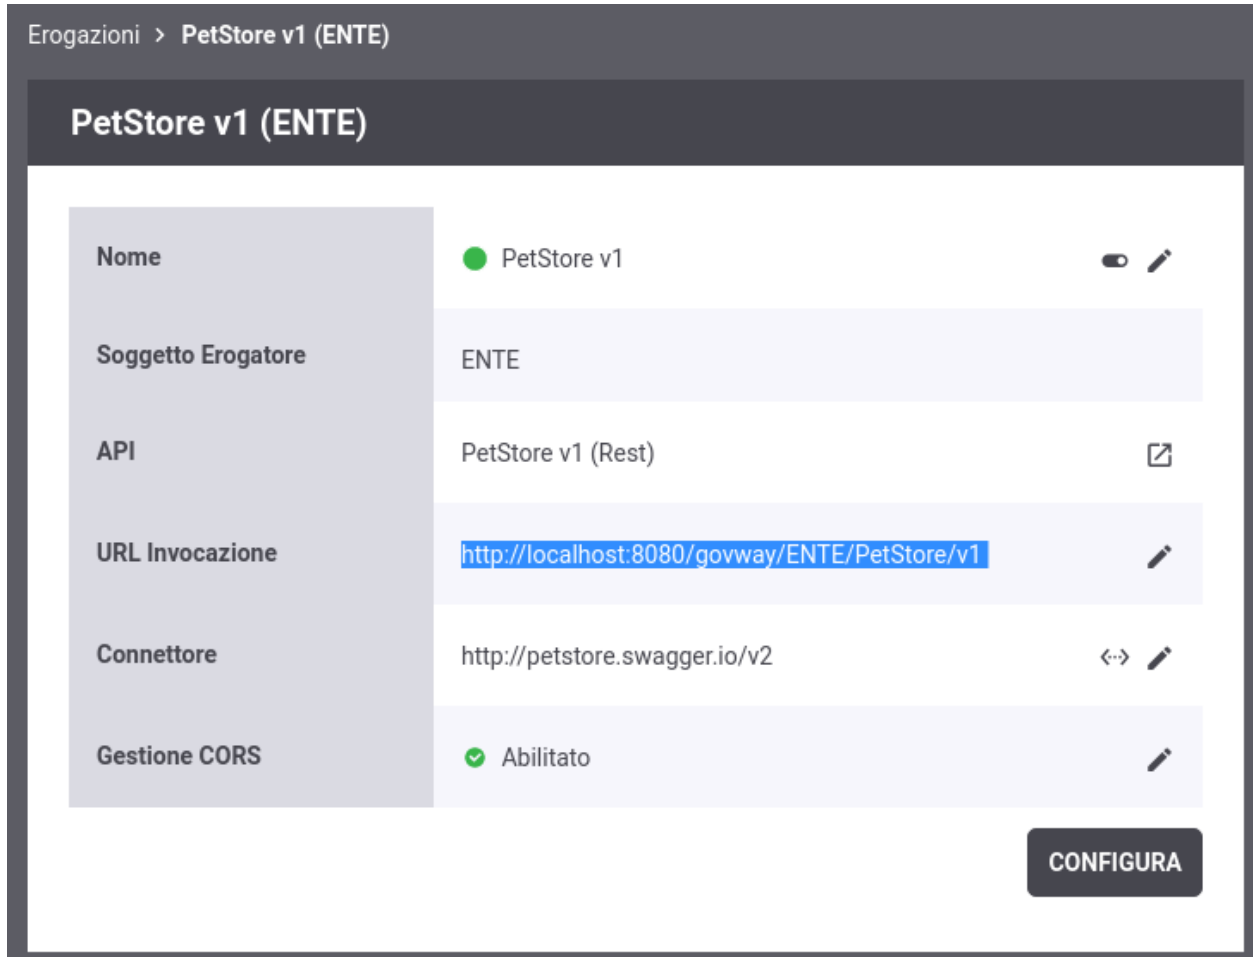 Erogazioni > PetStore v1 (ENTE)
PetStore v1 (ENTE)
Nome
PetStore v1
Soggetto Erogatore
ENTE
API
PetStore v1 (Rest)
URL Invocazione
http://localhost:8080/govway/ENTE/PetStore/v1
Connettore
http://petstore.swagger.io/v2
Gestione CORS
Abilitato
CONFIGURA